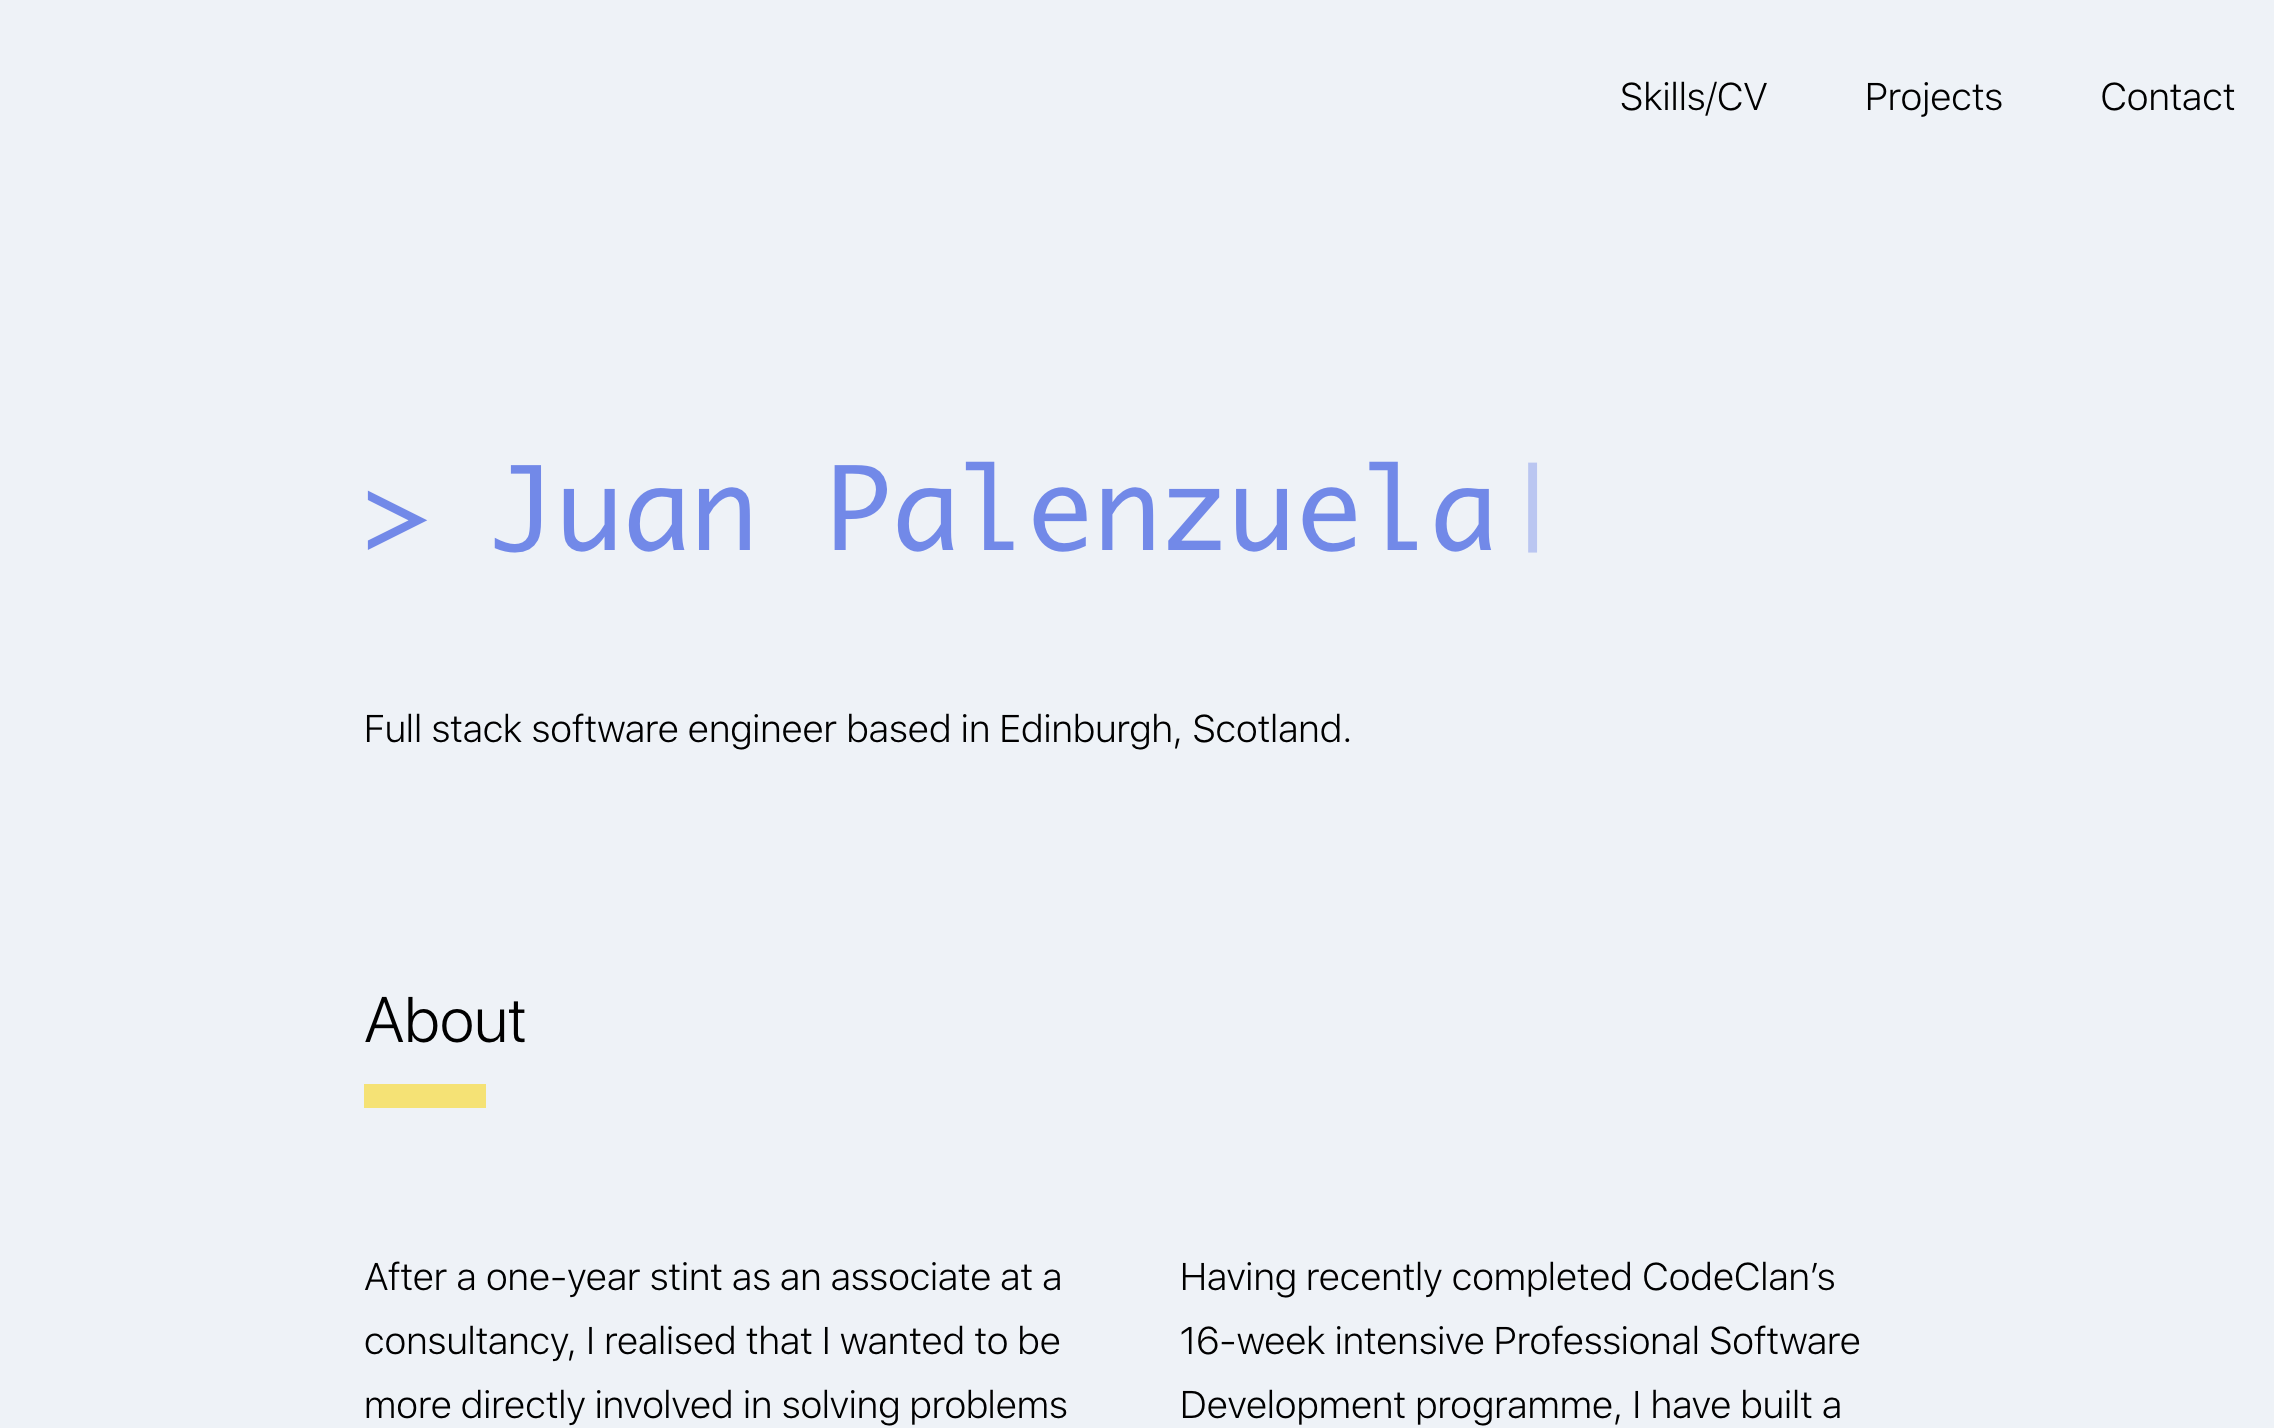 Skills/CV Projects Contact
> Juan Palenzuela|
Full stack software engineer based in Edinburgh, Scotland.
About
After a one-year stint as an associate at a
consultancy, I realised that I wanted to be
more directly involved in solving problems
Having recently completed CodeClan’s
16-week intensive Professional Software
Development programme, I have built a